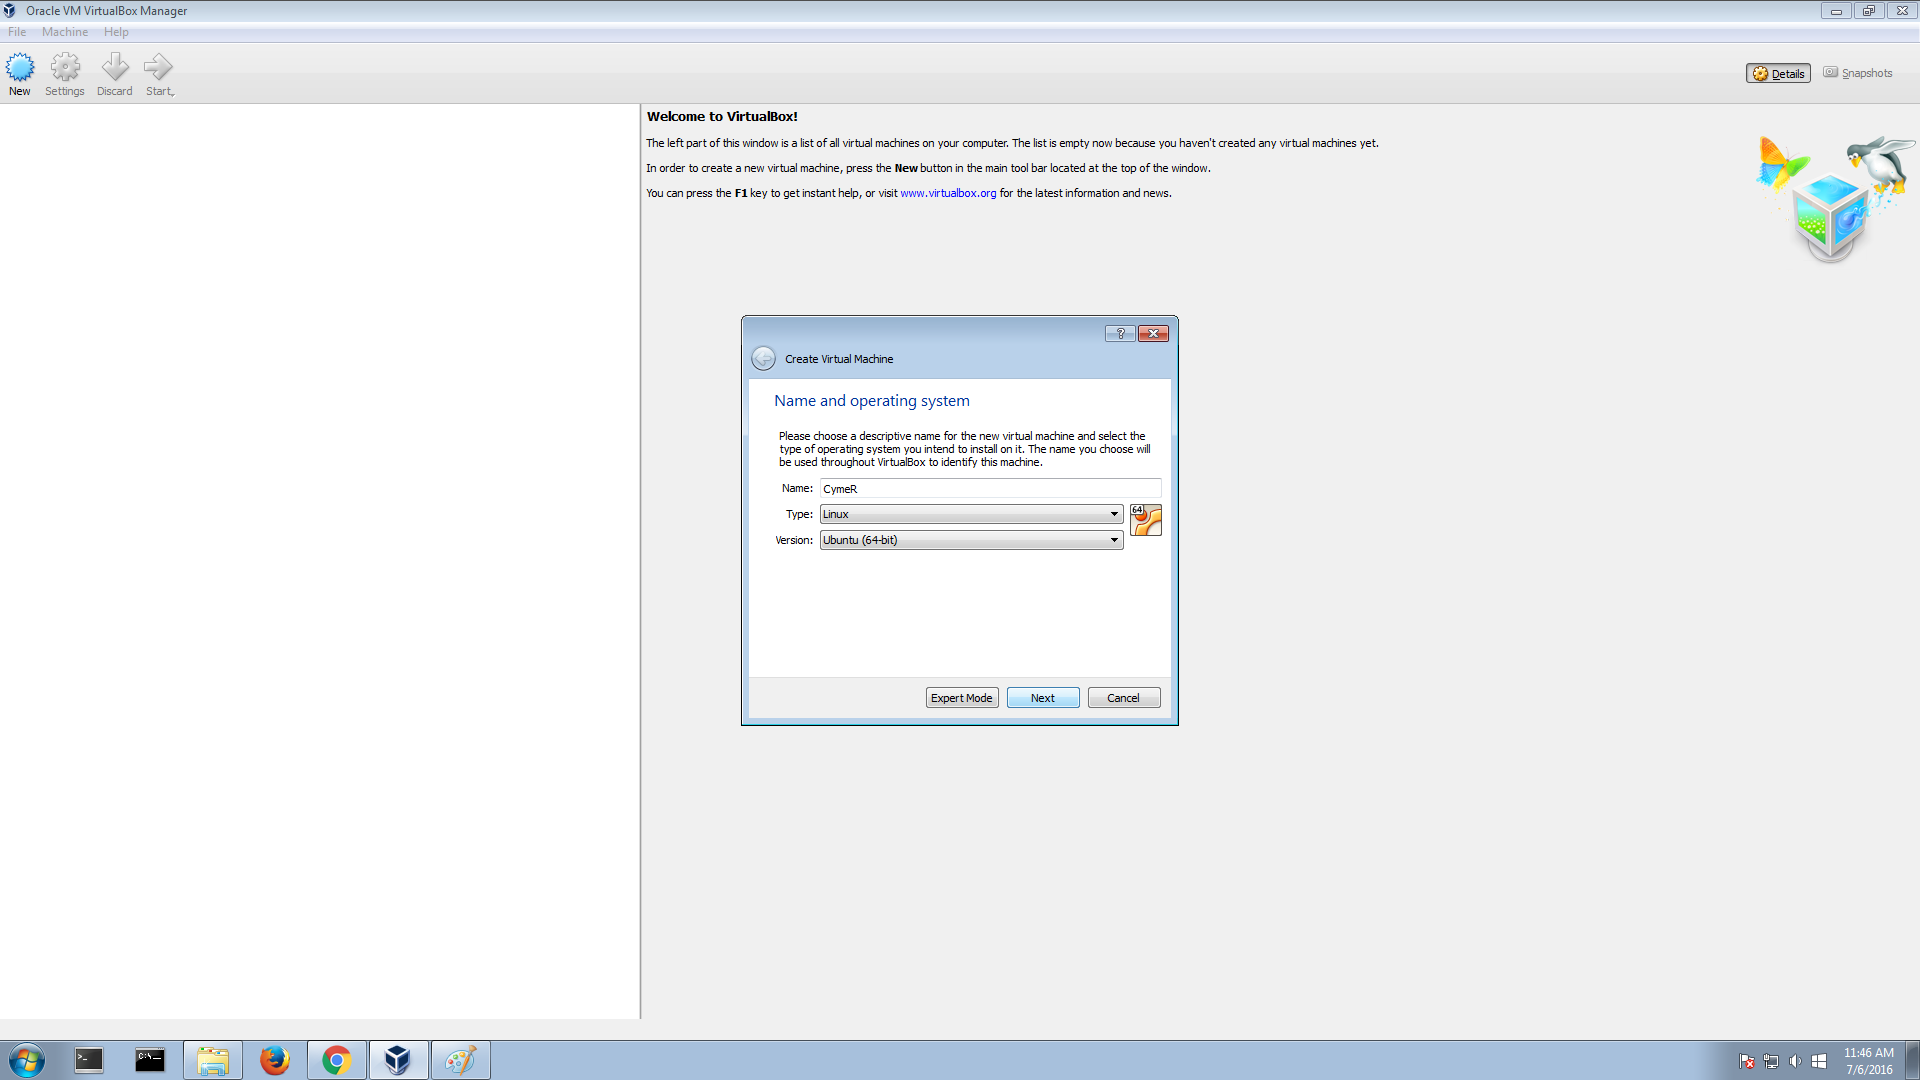 Oracle VM VirtualBox Manager
File Machine Help
New Settings Discard Start
Details Snapshots
Welcome to VirtualBox!
The left part of this window is a list of all virtual machines on your computer. The list is empty now because you haven't created any virtual machines yet.
In order to create a new virtual machine, press the New button in the main tool bar located at the top of the window.
You can press the F1 key to get instant help, or visit www.virtualbox.org for the latest information and news.
?
Create Virtual Machine
Name and operating system
Please choose a descriptive name for the new virtual machine and select the
type of operating system you intend to install on it. The name you choose will
be used throughout VirtualBox to identify this machine.
Name: CymeR
Type: Linux
64
Version: Ubuntu (64-bit)
Expert Mode Next Cancel
>_
C:\_
11:46 AM
7/6/2016